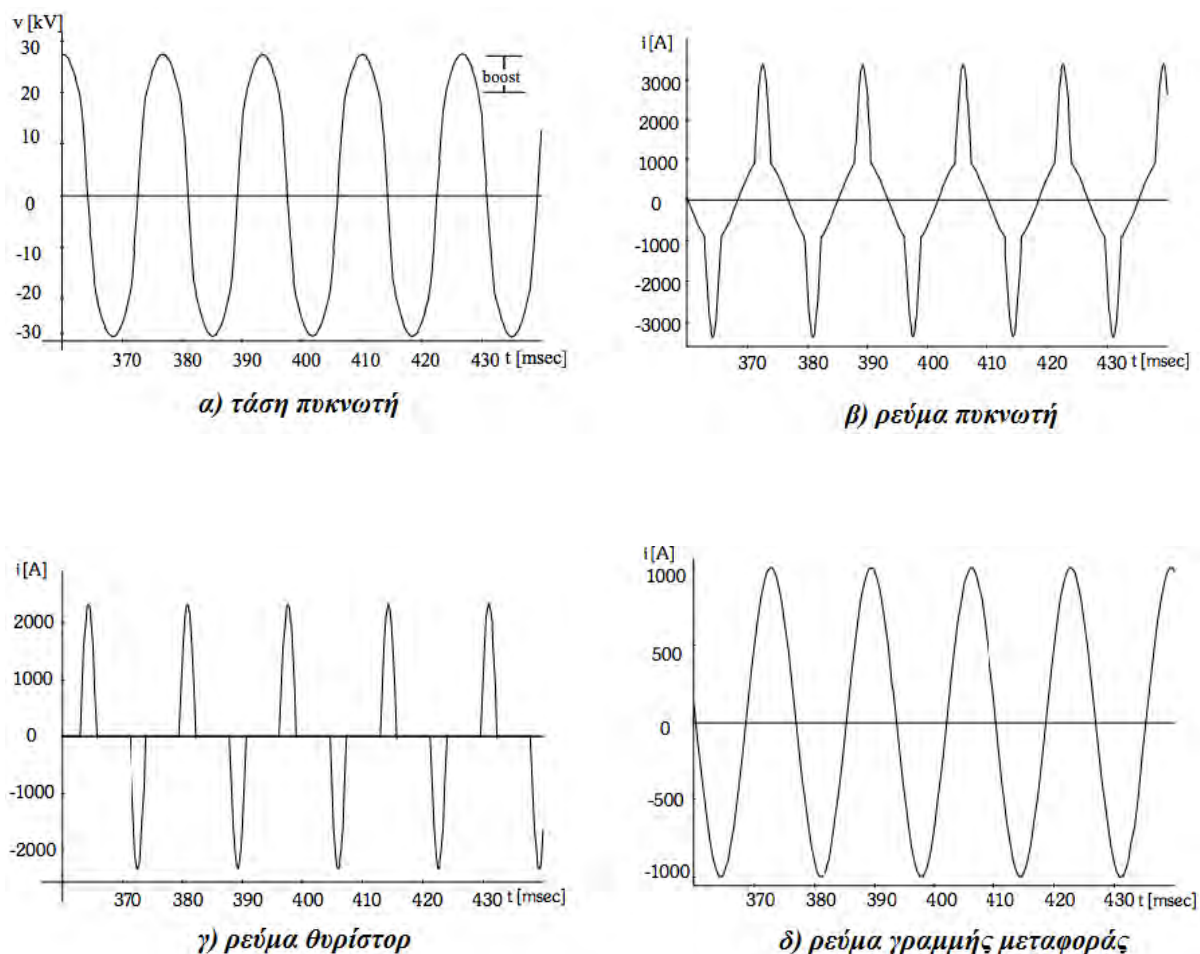 v [kV]
30
20
10
0
-10
-20
-30
boost
370 380 390 400 410 420 430 t [msec]
α) τάση πυκνωτή
i [A]
3000
2000
1000
0
-1000
-2000
-3000
370 380 390 400 410 420 430 t [msec]
β) ρεύμα πυκνωτή
i [A]
2000
1000
0
-1000
-2000
370 380 390 400 410 420 430 t [msec]
γ) ρεύμα θυρίστορ
i [A]
1000
500
0
-500
-1000
370 380 390 400 410 420 430 t [msec]
δ) ρεύμα γραμμής μεταφοράς